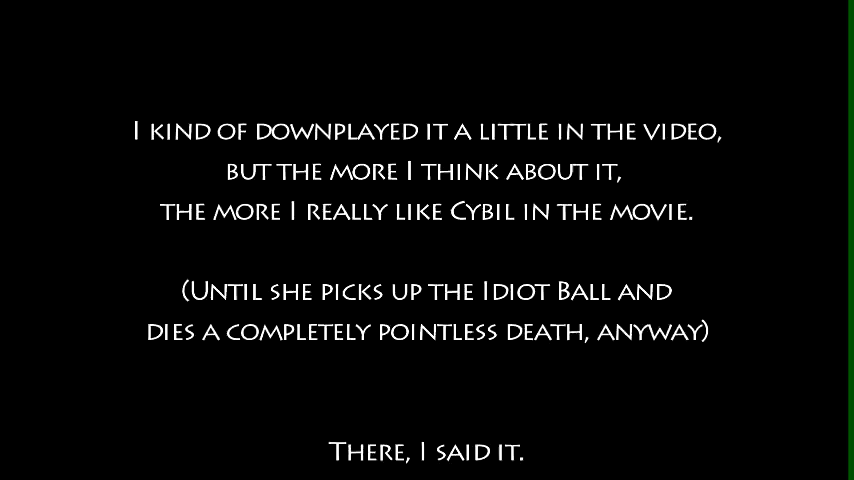 I kind of downplayed it a little in the video,
but the more I think about it,
the more I really like Cybil in the movie.
(Until she picks up the Idiot Ball and
dies a completely pointless death, anyway)
There, I said it.